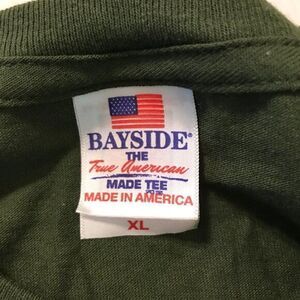 BAYSIDE®
THE
True American
MADE TEE
MADE IN AMERICA
XL